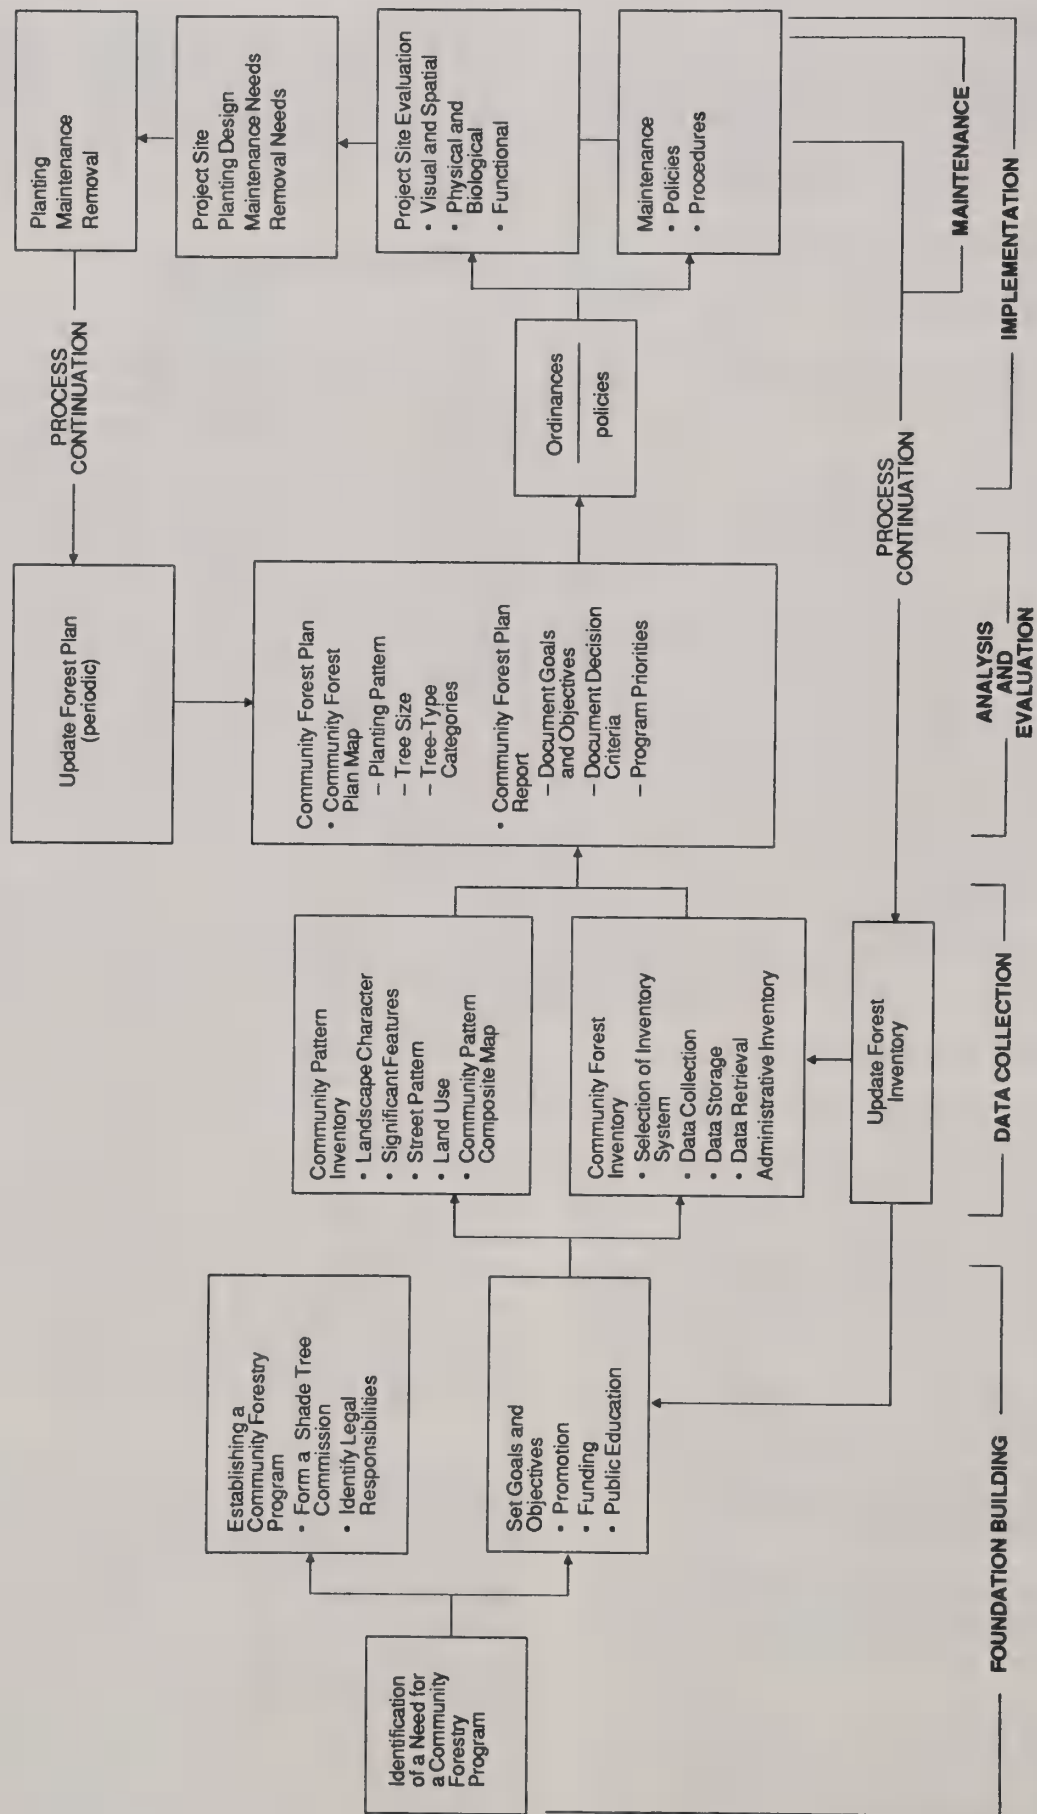 Identification
of a Need for
a Community
Forestry
Program
Establishing a
Community Forestry
Program
• Form a Shade Tree
Commission
• Identify Legal
Responsibilities
Set Goals and
Objectives
• Promotion
• Funding
• Public Education
Community Pattern
Inventory
• Landscape Character
• Significant Features
• Street Pattern
• Land Use
• Community Pattern
Composite Map
Community Forest
Inventory
• Selection of Inventory
System
• Data Collection
• Data Storage
• Data Retrieval
Administrative Inventory
Update Forest
Inventory
Update Forest Plan
(periodic)
Community Forest Plan
• Community Forest
Plan Map
– Planting Pattern
– Tree Size
– Tree-Type
Categories
• Community Forest Plan
Report
– Document Goals
and Objectives
– Document Decision
Criteria
– Program Priorities
PROCESS
CONTINUATION
Ordinances
policies
PROCESS
CONTINUATION
Planting
Maintenance
Removal
Project Site
Planting Design
Maintenance Needs
Removal Needs
Project Site Evaluation
• Visual and Spatial
• Physical and
Biological
• Functional
Maintenance
• Policies
• Procedures
MAINTENANCE
FOUNDATION BUILDING
DATA COLLECTION
ANALYSIS
AND
EVALUATION
IMPLEMENTATION